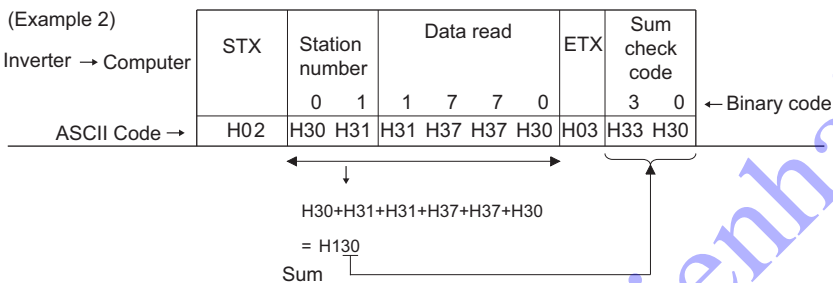 (Example 2)
Inverter → Computer
STX Station number Data read ETX Sum check code
0 1 1 7 7 0 3 0 ← Binary code
ASCII Code → H02 H30 H31 H31 H37 H37 H30 H03 H33 H30
H30+H31+H31+H37+H37+H30
= H130
Sum